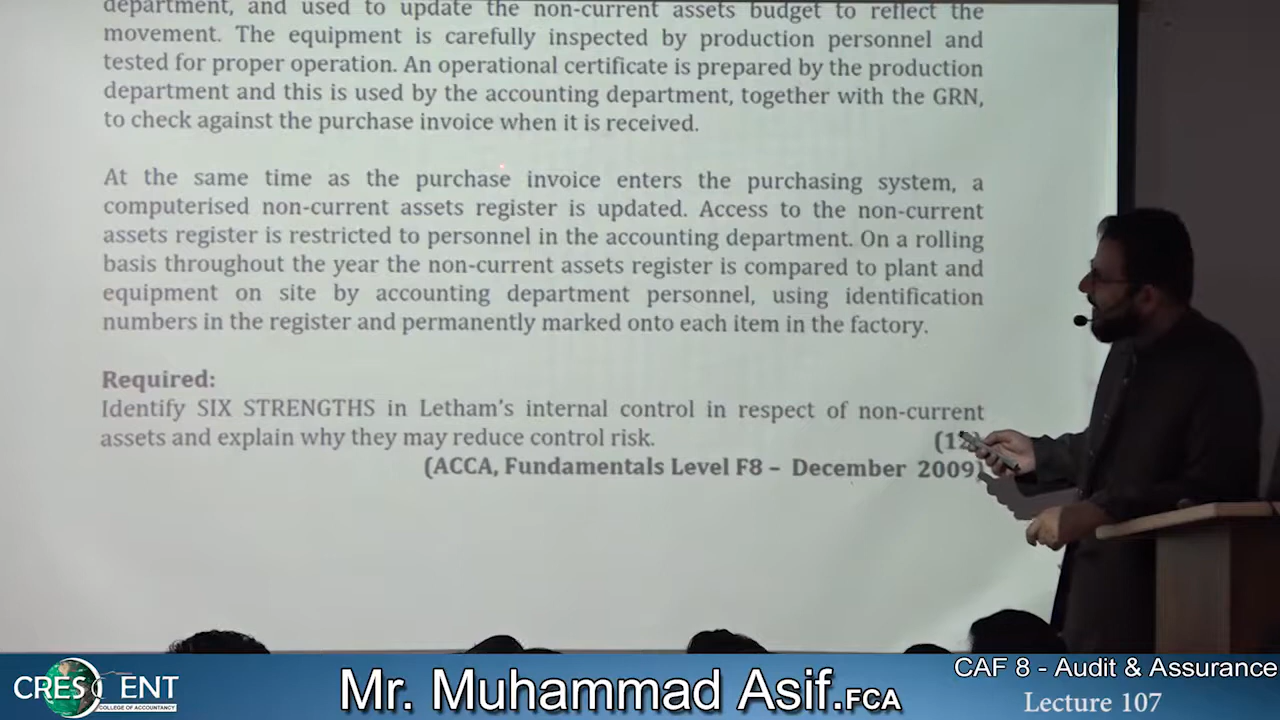 department, and used to update the non-current assets budget to reflect the
movement. The equipment is carefully inspected by production personnel and
tested for proper operation. An operational certificate is prepared by the production
department and this is used by the accounting department, together with the GRN,
to check against the purchase invoice when it is received.
At the same time as the purchase invoice enters the purchasing system, a
computerised non-current assets register is updated. Access to the non-current
assets register is restricted to personnel in the accounting department. On a rolling
basis throughout the year the non-current assets register is compared to plant and
equipment on site by accounting department personnel, using identification
numbers in the register and permanently marked onto each item in the factory.
Required:
Identify SIX STRENGTHS in Letham's internal control in respect of non-current
assets and explain why they may reduce control risk. (12)
(ACCA, Fundamentals Level F8 – December 2009)
CRESCENT
COLLEGE OF ACCOUNTANCY
Mr. Muhammad Asif.FCA
CAF 8 - Audit & Assurance
Lecture 107